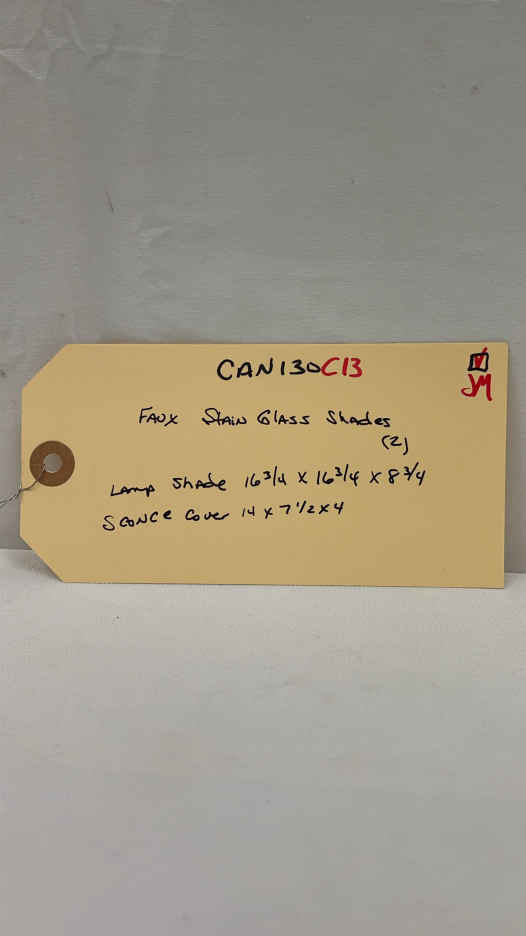 CAN130C13
JM
FAUX STAIN GLASS SHADES
(2)
LAMP SHADE 16 3/4 X 16 3/4 X 8 3/4
SCONCE COVER 14 X 7 1/2 X 4